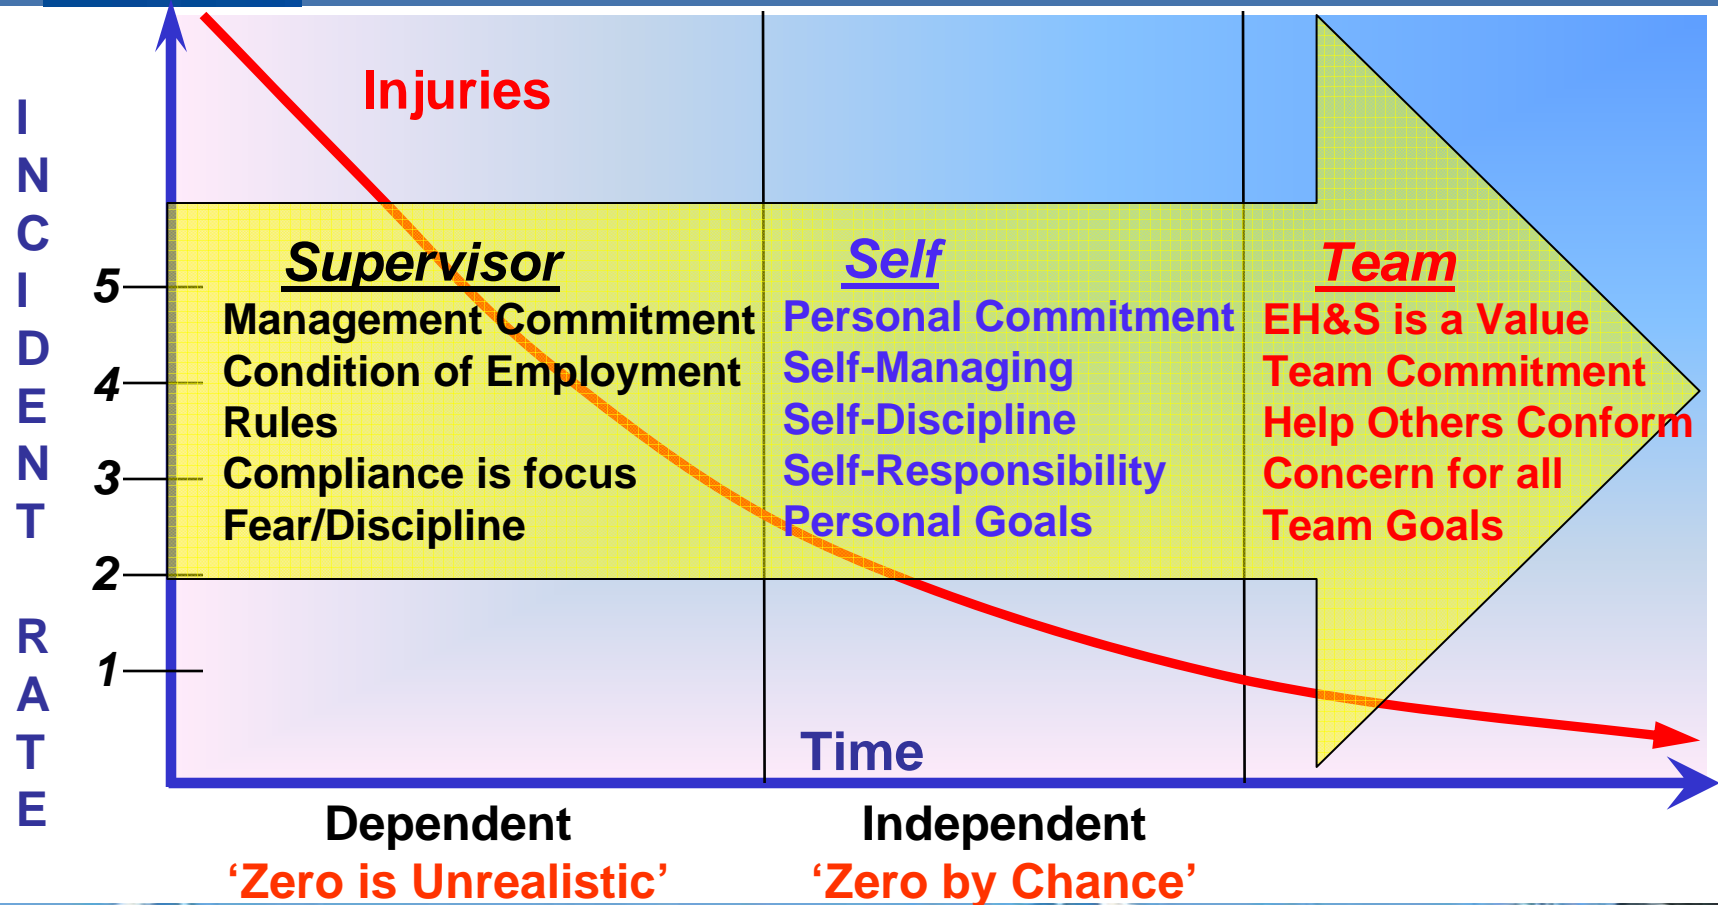 INCIDENT RATE
Injuries
5
4
3
2
1
Supervisor
Management Commitment
Condition of Employment
Rules
Compliance is focus
Fear/Discipline
Self
Personal Commitment
Self-Managing
Self-Discipline
Self-Responsibility
Personal Goals
Team
EH&S is a Value
Team Commitment
Help Others Conform
Concern for all
Team Goals
Time
Dependent
‘Zero is Unrealistic’
Independent
‘Zero by Chance’